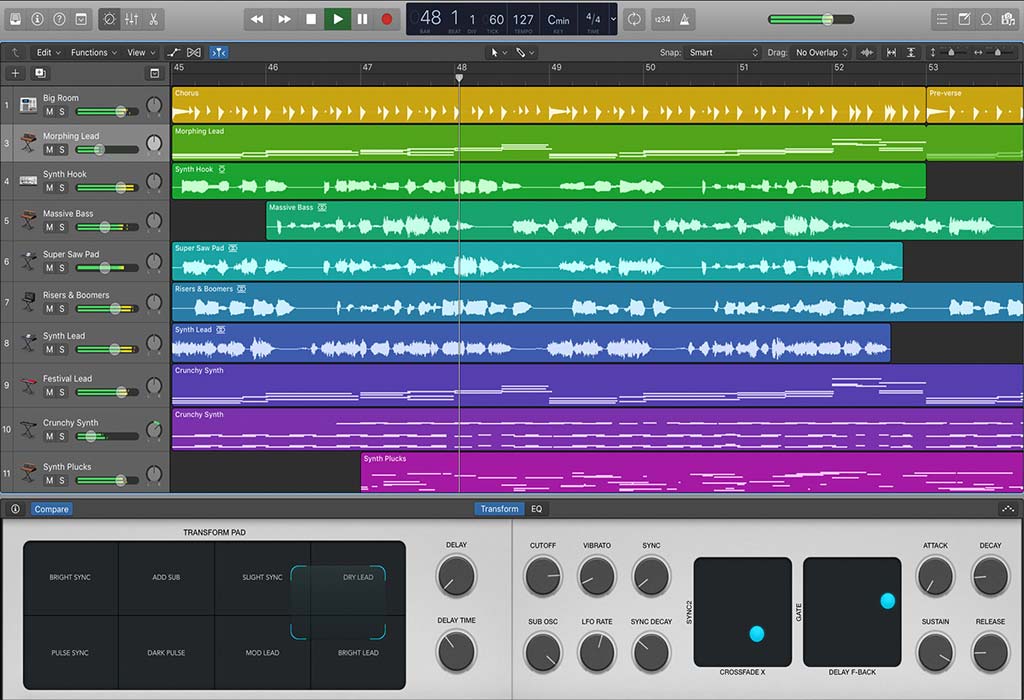 48 1 1 60 127 Cmin 4/4
BAR BEAT DIV TICK TEMPO KEY TIME
1234
Edit Functions View Snap: Smart Drag: No Overlap
45 46 47 48 49 50 51 52 53
1 Big Room
M S
Chorus Pre-verse
3 Morphing Lead
M S
Morphing Lead
4 Synth Hook
M S
Synth Hook
5 Massive Bass
M S
Massive Bass
6 Super Saw Pad
M S
Super Saw Pad
7 Risers & Boomers
M S
Risers & Boomers
8 Synth Lead
M S
Synth Lead
9 Festival Lead
M S
Crunchy Synth
10 Crunchy Synth
M S
Crunchy Synth
11 Synth Plucks
M S
Synth Plucks
Compare Transform EQ
TRANSFORM PAD
BRIGHT SYNC ADD SUB SLIGHT SYNC DRY LEAD
PULSE SYNC DARK PULSE MOD LEAD BRIGHT LEAD
DELAY
DELAY TIME
CUTOFF VIBRATO SYNC
SUB OSC LFO RATE SYNC DECAY
SYNC2
CROSSFADE X
GATE
DELAY F-BACK
ATTACK DECAY
SUSTAIN RELEASE